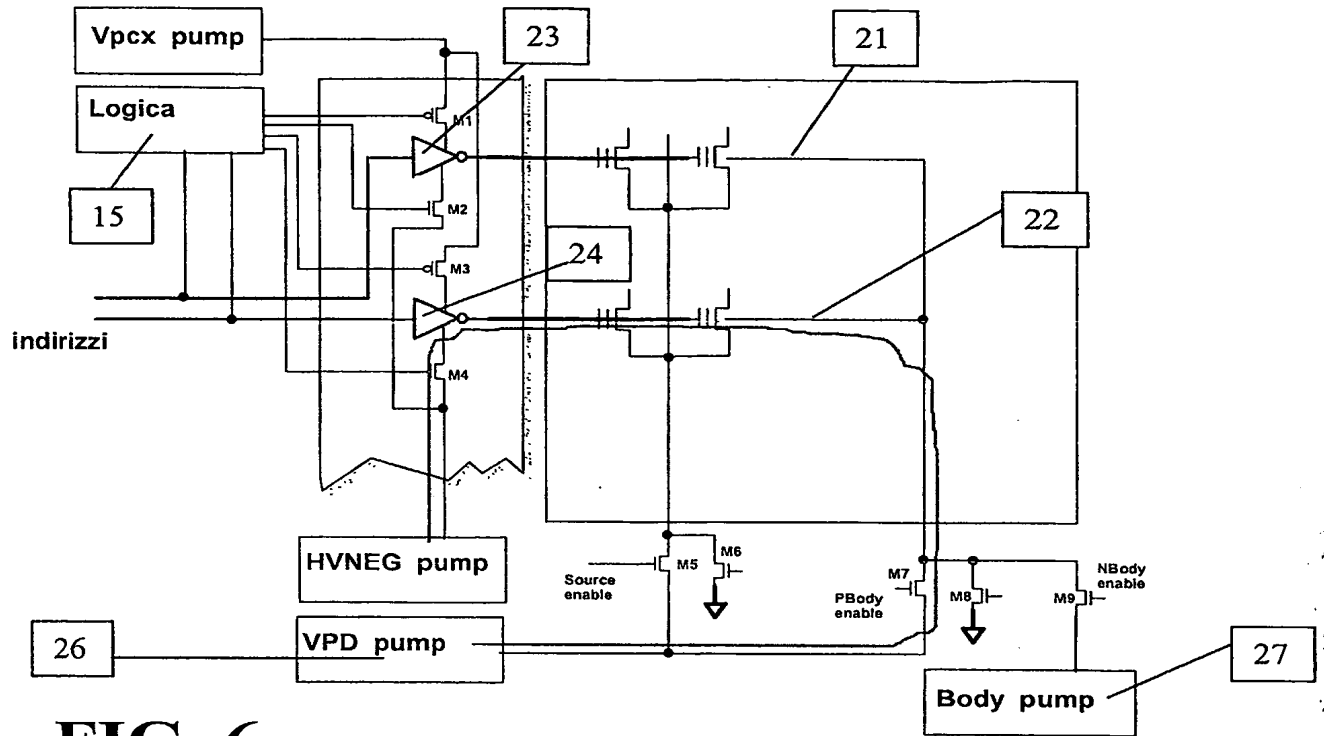 Vpcx pump
23
21
Logica
M1
15
M2
22
24
M3
indirizzi
M4
HVNEG pump
Source
enable
M5
M6
M7
PBody
enable
M8
M9
NBody
enable
26
VPD pump
27
Body pump
FIG. 6